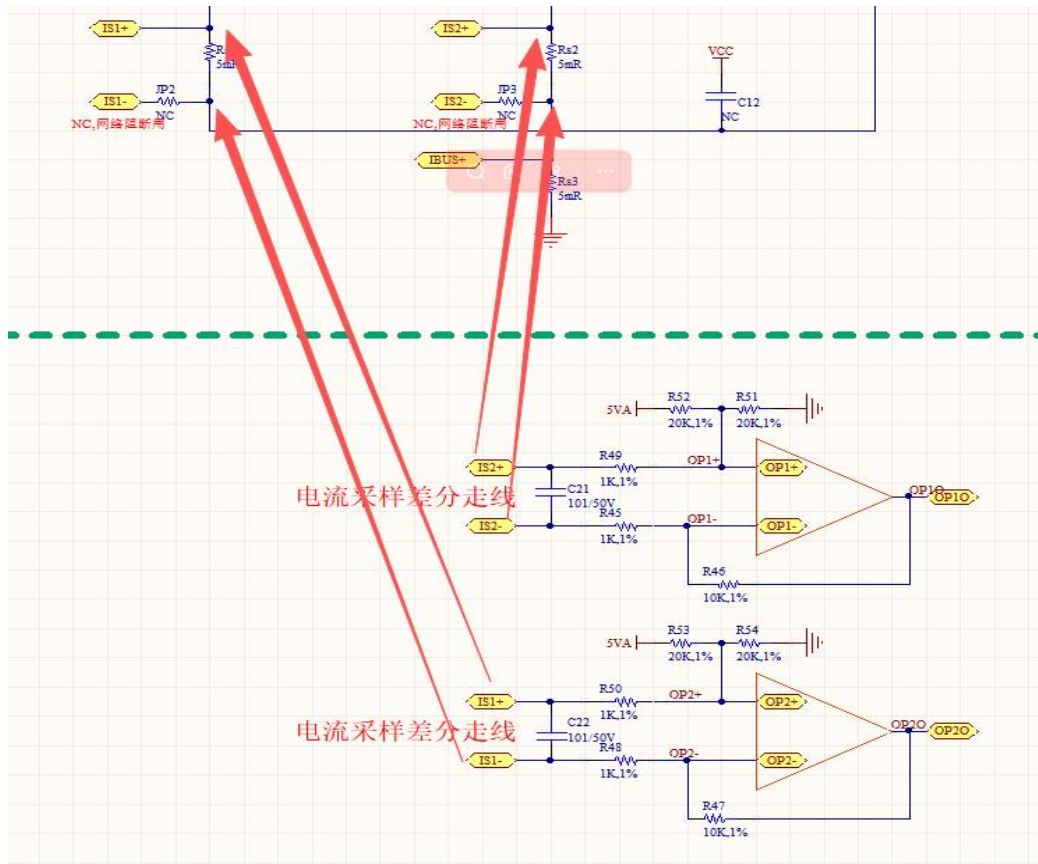 IS1+
IS2+
Rs2
5mR
5mR
VCC
JP2
JP3
IS1-
NC
IS2-
NC
C12
NC
NC,网络阻断用
NC,网络阻断用
IBUS+
Rs3
5mR
R52
R51
5VA
20K,1%
20K,1%
R49
OP1+
IS2+
OP1+
1K,1%
C21
电流采样差分走线
101/50V
OP1O
OP1O
R45
OP1-
IS2-
OP1-
1K,1%
R46
10K,1%
R53
R54
5VA
20K,1%
20K,1%
R50
OP2+
IS1+
OP2+
1K,1%
C22
电流采样差分走线
101/50V
OP2O
OP2O
R48
OP2-
IS1-
OP2-
1K,1%
R47
10K,1%